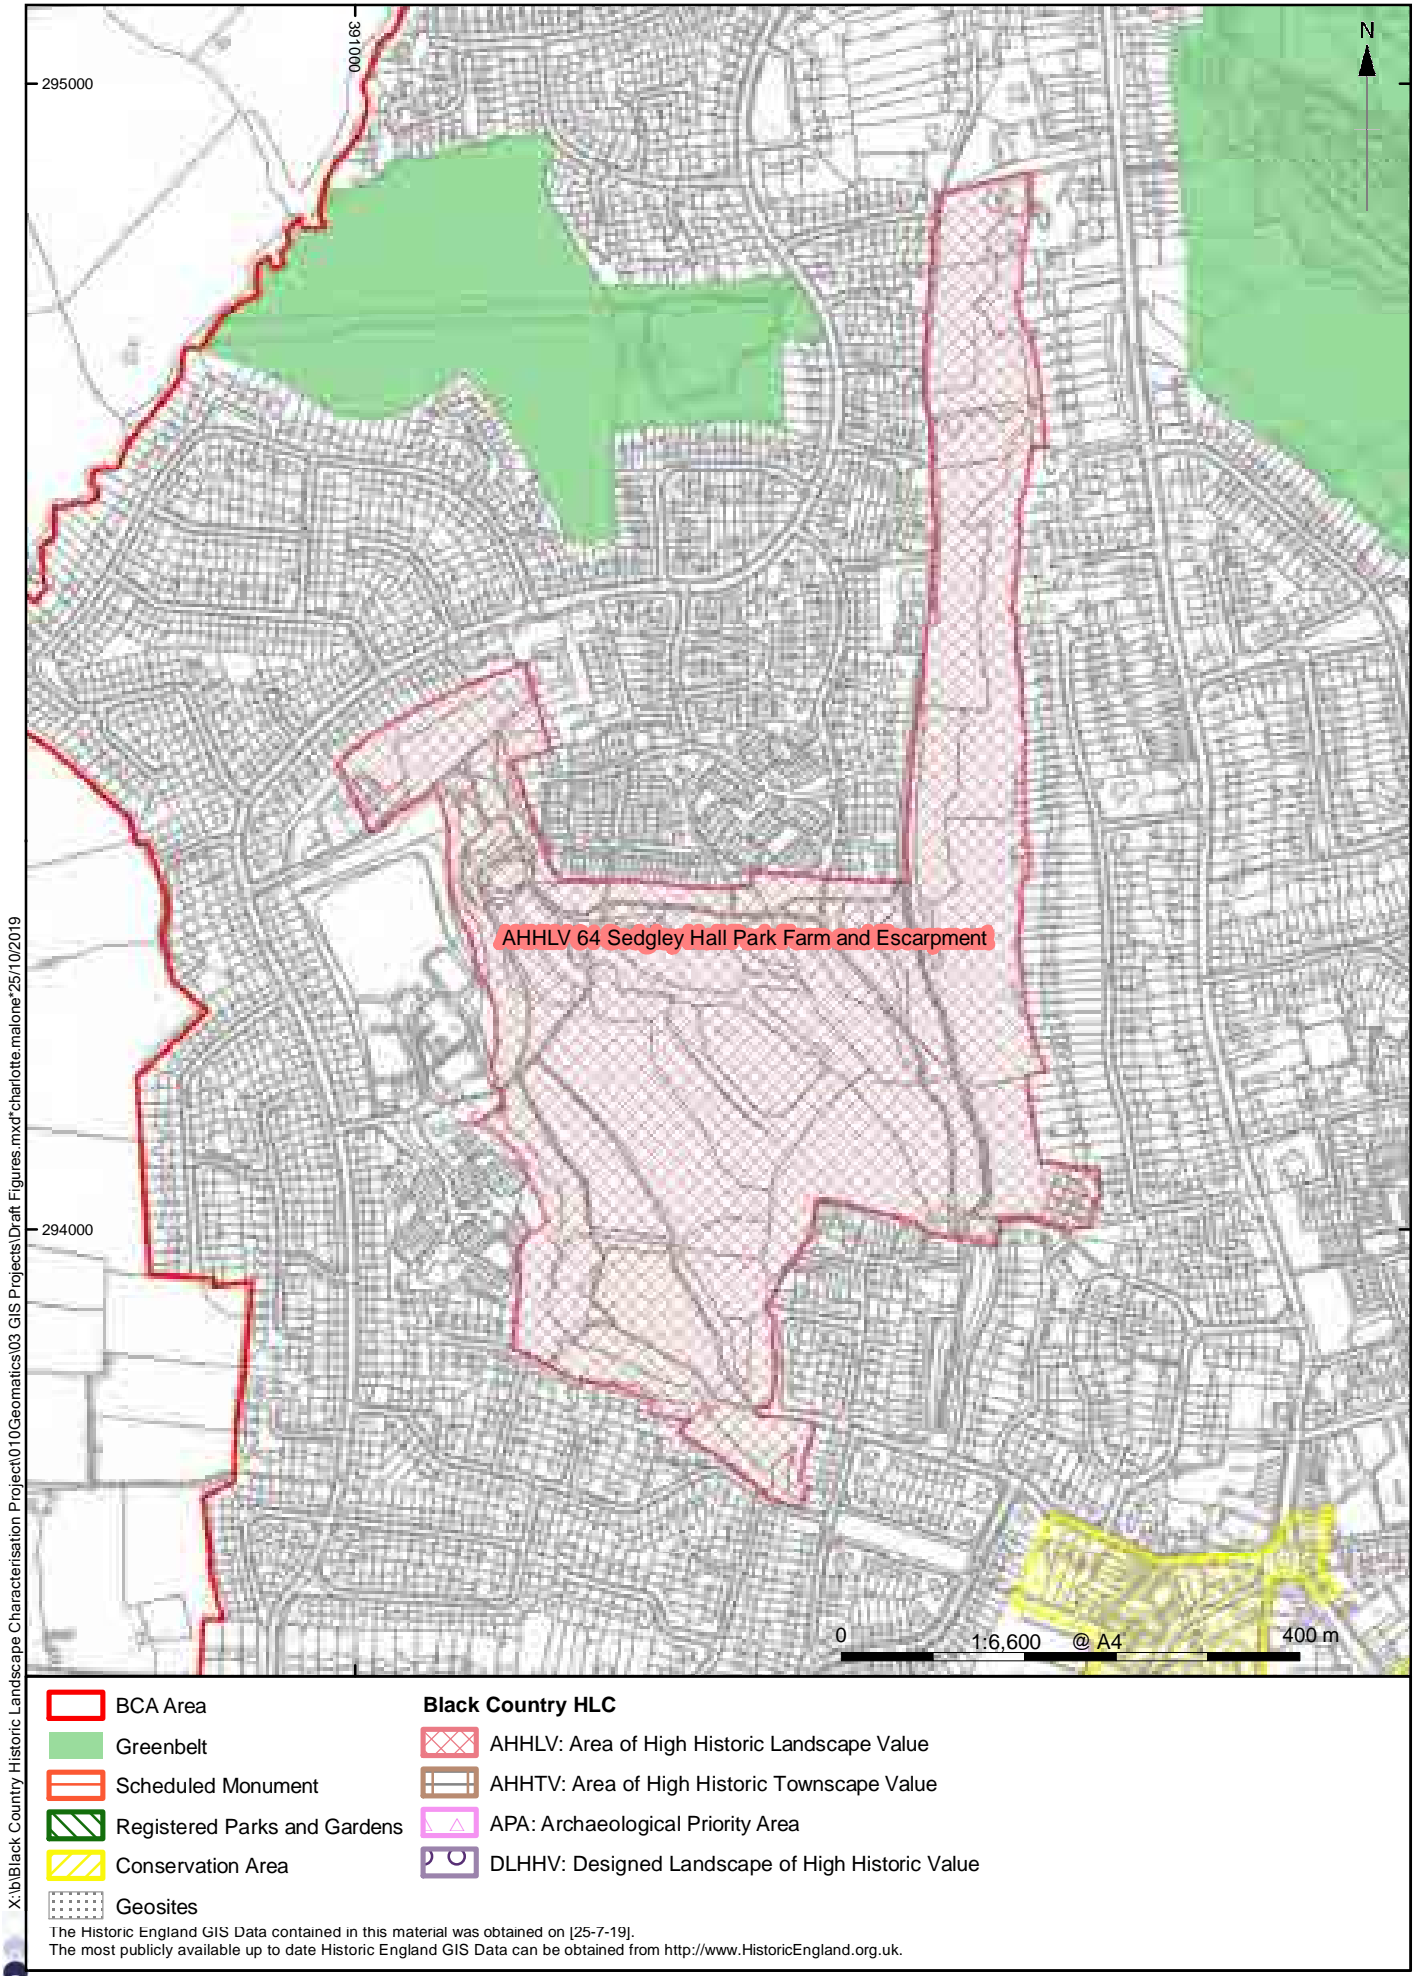 N
391000
295000
AHHLV 64 Sedgley Hall Park Farm and Escarpment
294000
0 1:6,600 @ A4 400 m
X:\b\Black Country Historic Landscape Characterisation Project\010Geomatics\03 GIS Projects\Draft Figures.mxd*charlotte.malone*25/10/2019
BCA Area
Greenbelt
Scheduled Monument
Registered Parks and Gardens
Conservation Area
Geosites
Black Country HLC
AHHLV: Area of High Historic Landscape Value
AHHTV: Area of High Historic Townscape Value
APA: Archaeological Priority Area
DLHHV: Designed Landscape of High Historic Value
The Historic England GIS Data contained in this material was obtained on [25-7-19].
The most publicly available up to date Historic England GIS Data can be obtained from http://www.HistoricEngland.org.uk.